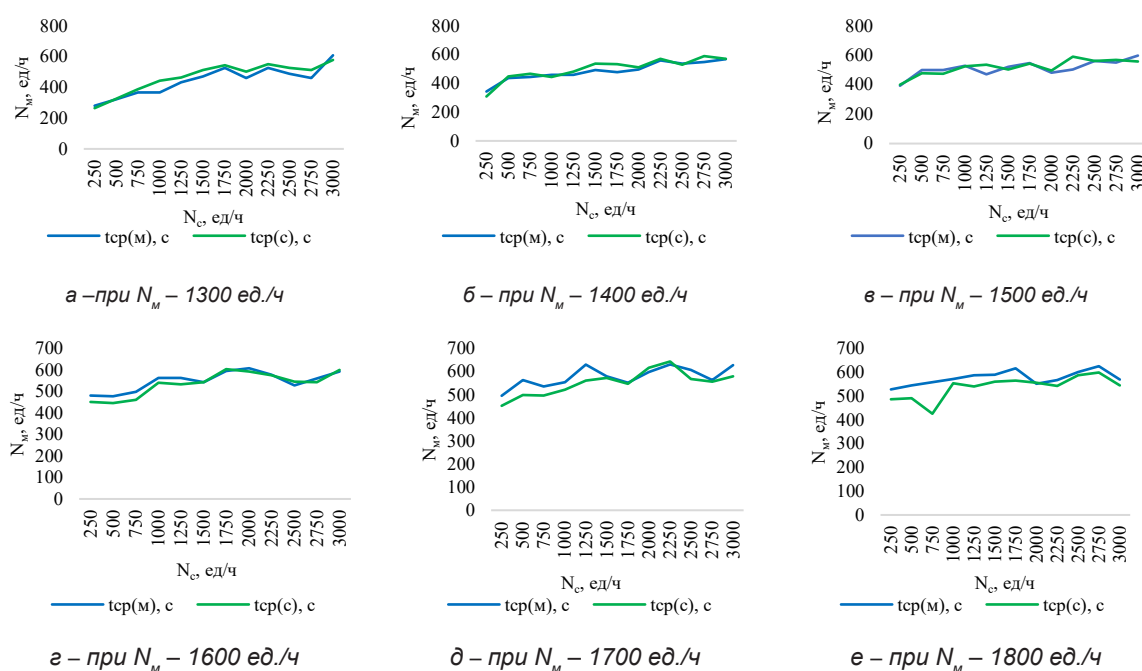 800
600
400
200
0
Nм, ед/ч
250 500 750 1000 1250 1500 1750 2000 2250 2500 2750 3000
Nс, ед/ч
tср(м), с tср(с), с
а –при Nм – 1300 ед./ч
800
600
400
200
0
Nм, ед/ч
250 500 750 1000 1250 1500 1750 2000 2250 2500 2750 3000
Nс, ед/ч
tср(м), с tср(с), с
б – при Nм – 1400 ед./ч
800
600
400
200
0
Nм, ед/ч
250 500 750 1000 1250 1500 1750 2000 2250 2500 2750 3000
Nс, ед/ч
tср(м), с tср(с), с
в – при Nм – 1500 ед./ч
700
600
500
400
300
200
100
0
Nм, ед/ч
250 500 750 1000 1250 1500 1750 2000 2250 2500 2750 3000
Nс, ед/ч
tср(м), с tср(с), с
г – при Nм – 1600 ед./ч
700
600
500
400
300
200
100
0
Nм, ед/ч
250 500 750 1000 1250 1500 1750 2000 2250 2500 2750 3000
Nс, ед/ч
tср(м), с tср(с), с
д – при Nм – 1700 ед./ч
700
600
500
400
300
200
100
0
Nм, ед/ч
250 500 750 1000 1250 1500 1750 2000 2250 2500 2750 3000
Nс, ед/ч
tср(м), с tср(с), с
е – при Nм – 1800 ед./ч